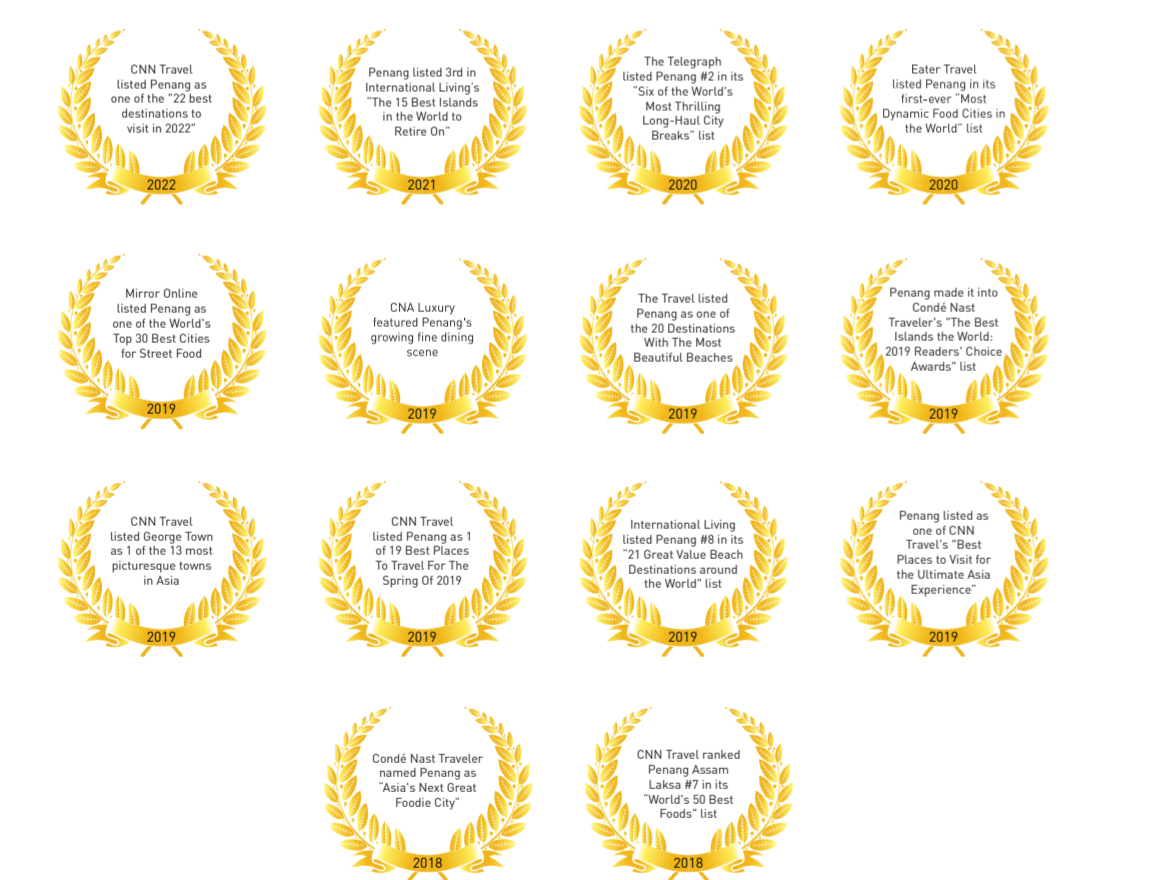 CNN Travel
listed Penang as
one of the "22 best
destinations to
visit in 2022"
2022
Penang listed 3rd in
International Living's
"The 15 Best Islands
in the World to
Retire On"
2021
The Telegraph
listed Penang #2 in its
"Six of the World's
Most Thrilling
Long-Haul City
Breaks" list
2020
Eater Travel
listed Penang in its
first-ever "Most
Dynamic Food Cities in
the World" list
2020
Mirror Online
listed Penang as
one of the World's
Top 30 Best Cities
for Street Food
2019
CNA Luxury
featured Penang's
growing fine dining
scene
2019
The Travel listed
Penang as one of
the 20 Destinations
With The Most
Beautiful Beaches
2019
Penang made it into
Condé Nast
Traveler's "The Best
Islands the World:
2019 Readers' Choice
Awards" list
2019
CNN Travel
listed George Town
as 1 of the 13 most
picturesque towns
in Asia
2019
CNN Travel
listed Penang as 1
of 19 Best Places
To Travel For The
Spring Of 2019
2019
International Living
listed Penang #8 in its
"21 Great Value Beach
Destinations around
the World" list
2019
Penang listed as
one of CNN
Travel's "Best
Places to Visit for
the Ultimate Asia
Experience"
2019
Condé Nast Traveler
named Penang as
"Asia's Next Great
Foodie City"
2018
CNN Travel ranked
Penang Assam
Laksa #7 in its
"World's 50 Best
Foods" list
2018